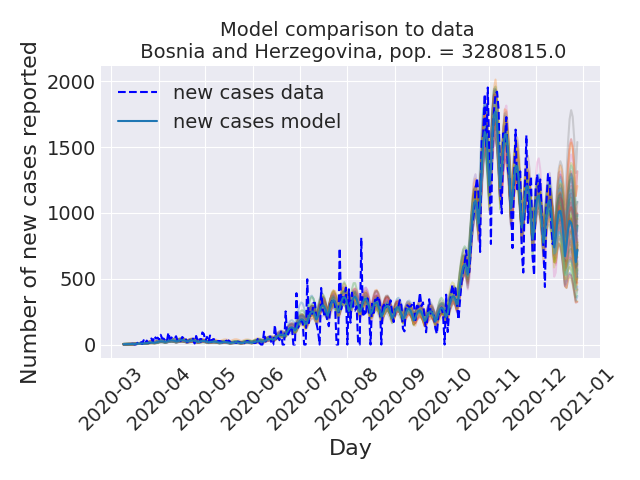 Model comparison to data
Bosnia and Herzegovina, pop. = 3280815.0
Number of new cases reported
2000
1500
1000
500
0
new cases data
new cases model
2020-03
2020-04
2020-05
2020-06
2020-07
2020-08
2020-09
2020-10
2020-11
2020-12
2021-01
Day